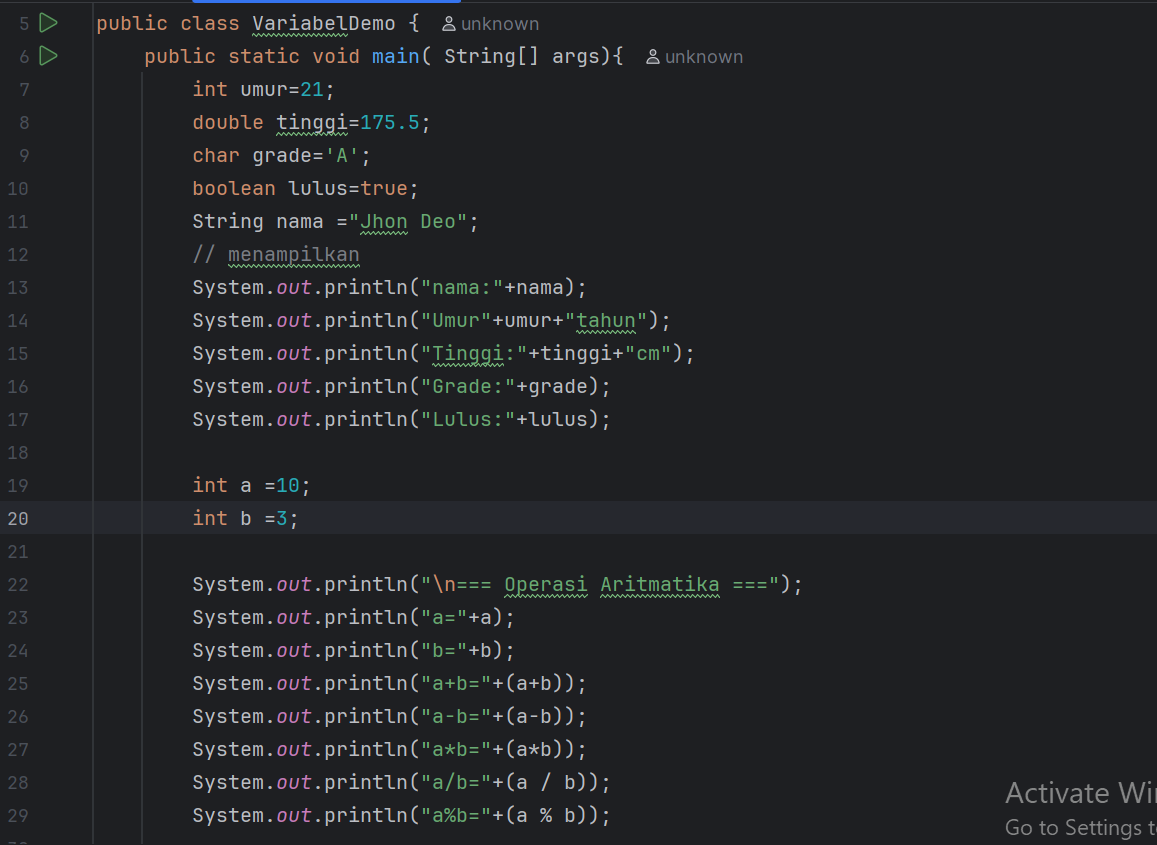 5 public class VariabelDemo { unknown
6 public static void main( String[] args){ unknown
7 int umur=21;
8 double tinggi=175.5;
9 char grade='A';
10 boolean lulus=true;
11 String nama ="Jhon Deo";
12 // menampilkan
13 System.out.println("nama:"+nama);
14 System.out.println("Umur"+umur+"tahun");
15 System.out.println("Tinggi:"+tinggi+"cm");
16 System.out.println("Grade:"+grade);
17 System.out.println("Lulus:"+lulus);
18
19 int a =10;
20 int b =3;
21
22 System.out.println("\n=== Operasi Aritmatika ===");
23 System.out.println("a="+a);
24 System.out.println("b="+b);
25 System.out.println("a+b="+(a+b));
26 System.out.println("a-b="+(a-b));
27 System.out.println("a*b="+(a*b));
28 System.out.println("a/b="+(a / b));
29 System.out.println("a%b="+(a % b));
Activate Wi
Go to Settings t